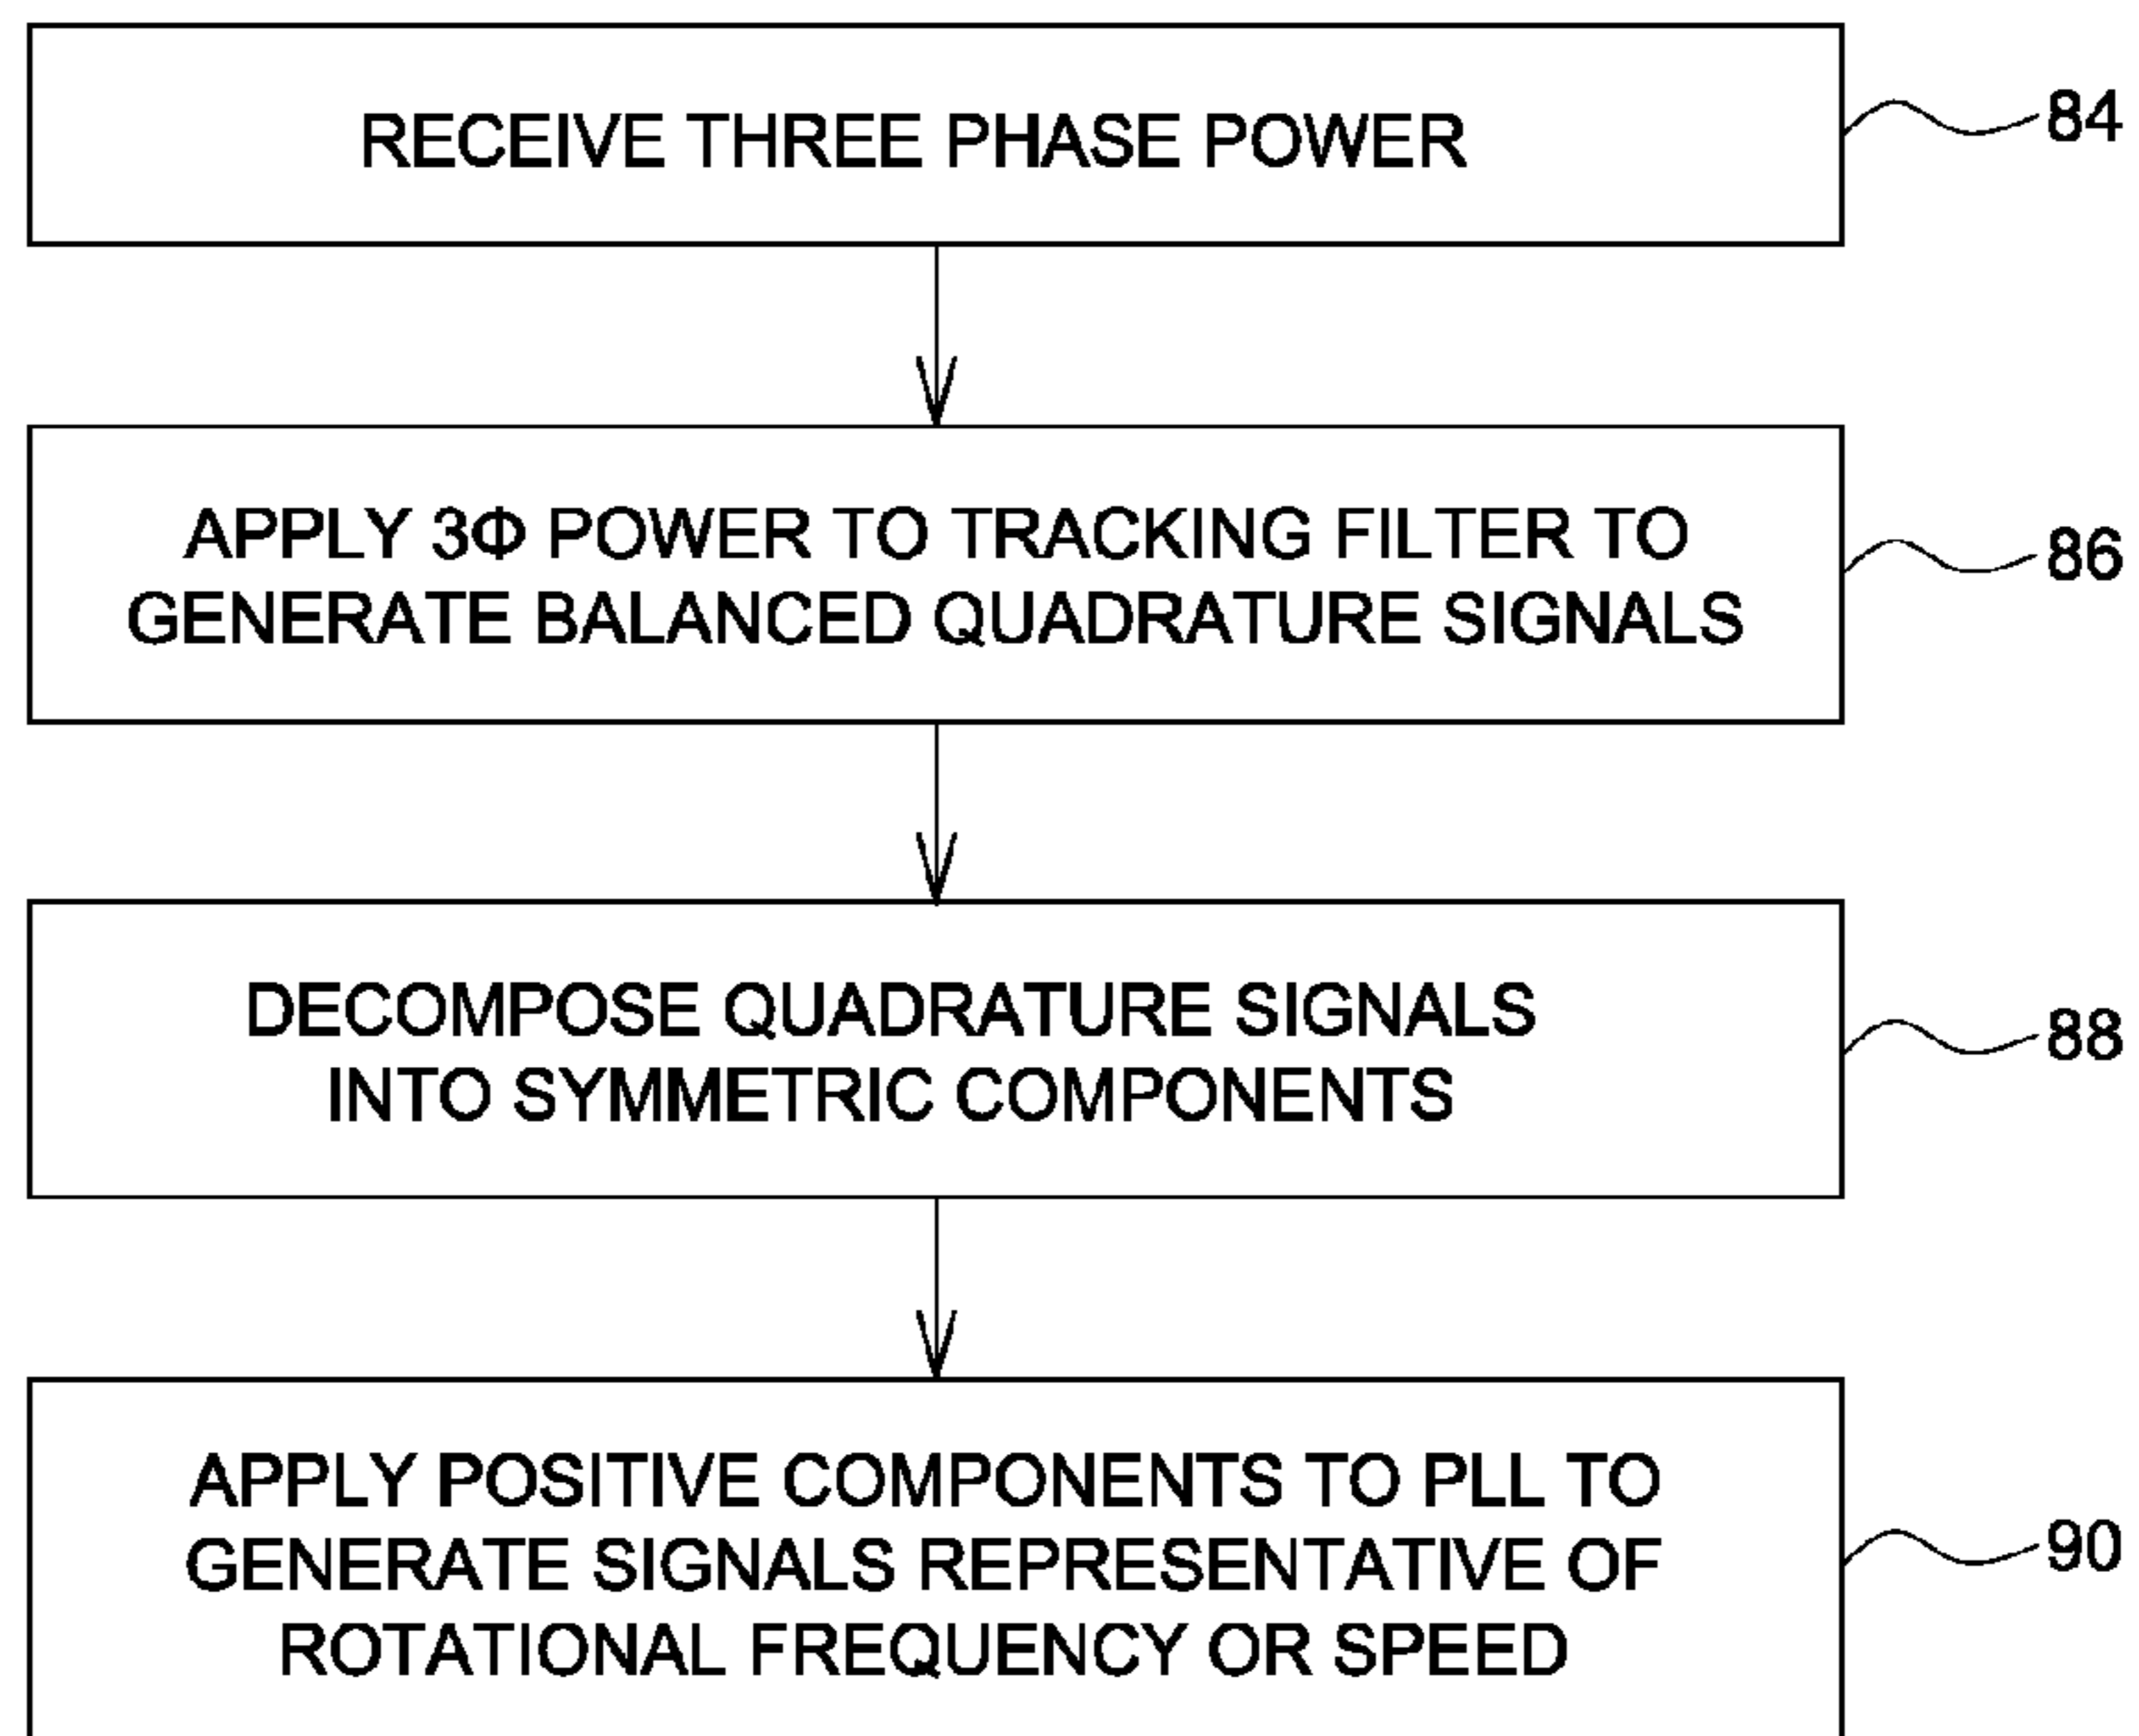 RECEIVE THREE PHASE POWER
84
APPLY 3Φ POWER TO TRACKING FILTER TO
GENERATE BALANCED QUADRATURE SIGNALS
86
DECOMPOSE QUADRATURE SIGNALS
INTO SYMMETRIC COMPONENTS
88
APPLY POSITIVE COMPONENTS TO PLL TO
GENERATE SIGNALS REPRESENTATIVE OF
ROTATIONAL FREQUENCY OR SPEED
90